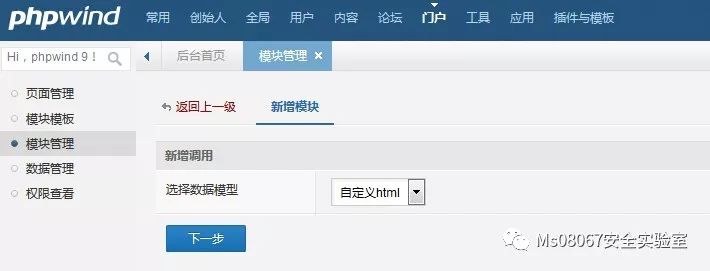 phpwind 常用 创始人 全局 用户 内容 论坛 门户 工具 应用 插件与模板
Hi，phpwind 9！ 后台首页 模块管理 ×
页面管理
模块模板
模块管理
数据管理
权限查看
返回上一级 新增模块
新增调用
选择数据模型 自定义html
下一步
Ms08067安全实验室